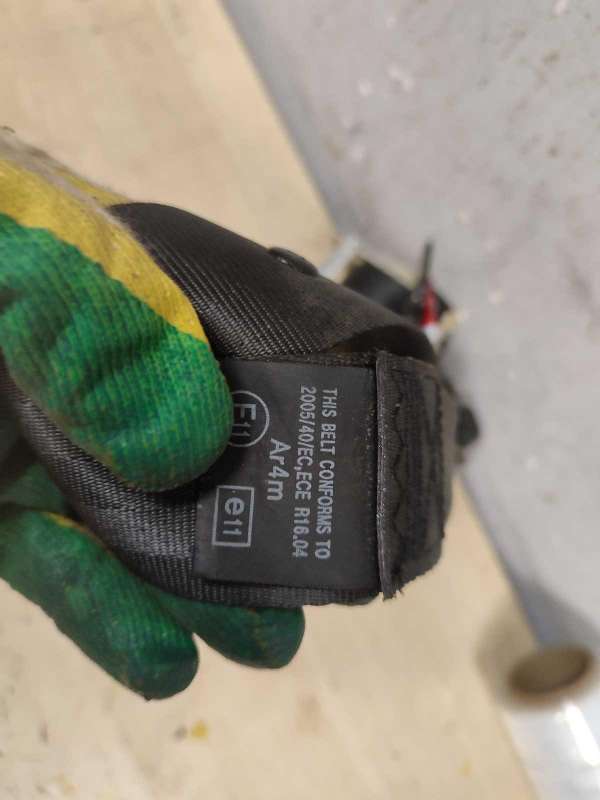 THIS BELT CONFORMS TO
2005/40/EC,ECE R16.04
Ar4m
E11
e11